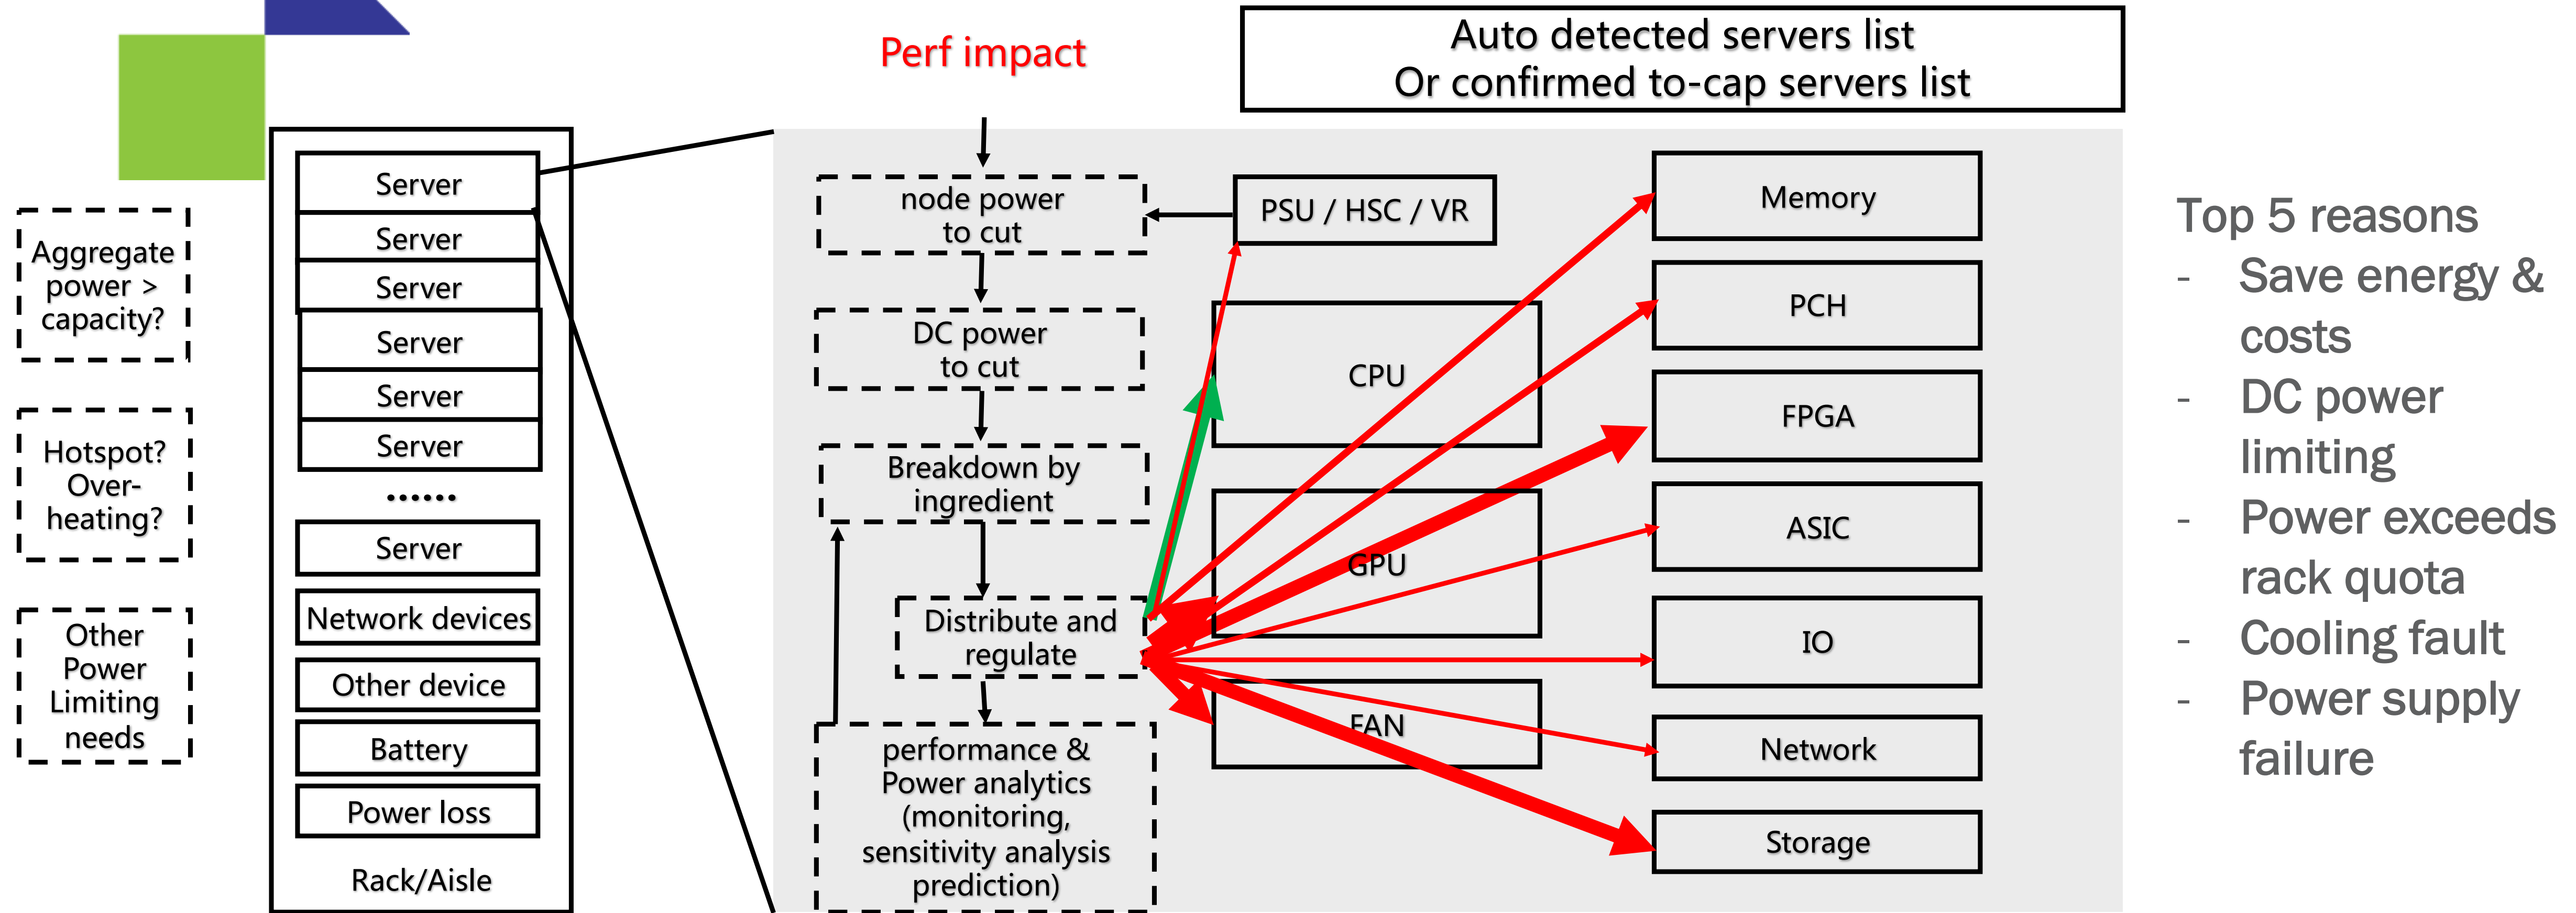 Perf impact
Auto detected servers list
Or confirmed to-cap servers list
Aggregate
power >
capacity?
Hotspot?
Over-
heating?
Other
Power
Limiting
needs
Server
Server
Server
Server
Server
Server
......
Server
Network devices
Other device
Battery
Power loss
Rack/Aisle
node power
to cut
DC power
to cut
Breakdown by
ingredient
Distribute and
regulate
performance &
Power analytics
(monitoring,
sensitivity analysis
prediction)
PSU / HSC / VR
CPU
GPU
FAN
Memory
PCH
FPGA
ASIC
IO
Network
Storage
Top 5 reasons
- Save energy &
costs
- DC power
limiting
- Power exceeds
rack quota
- Cooling fault
- Power supply
failure